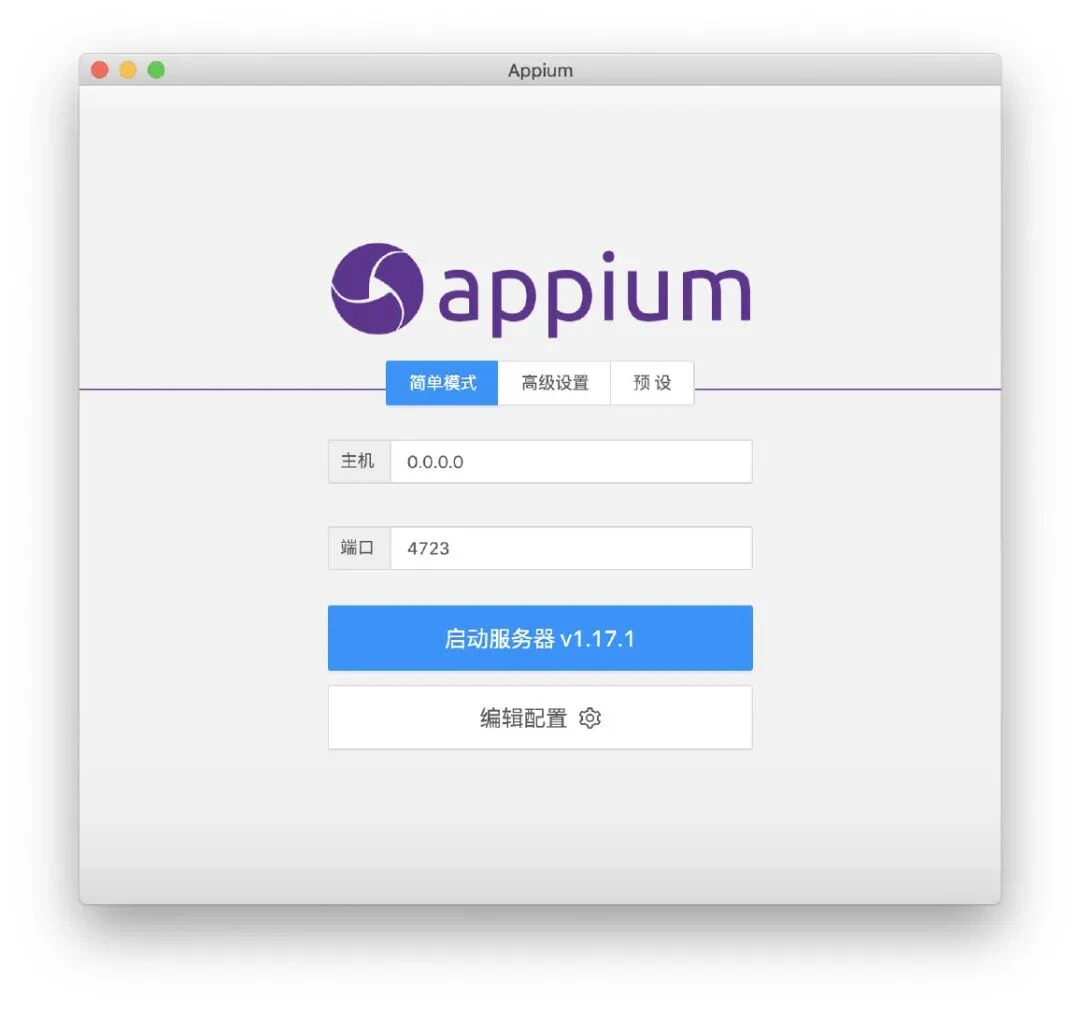 Appium
appium
简单模式 高级设置 预 设
主机 0.0.0.0
端口 4723
启动服务器 v1.17.1
编辑配置